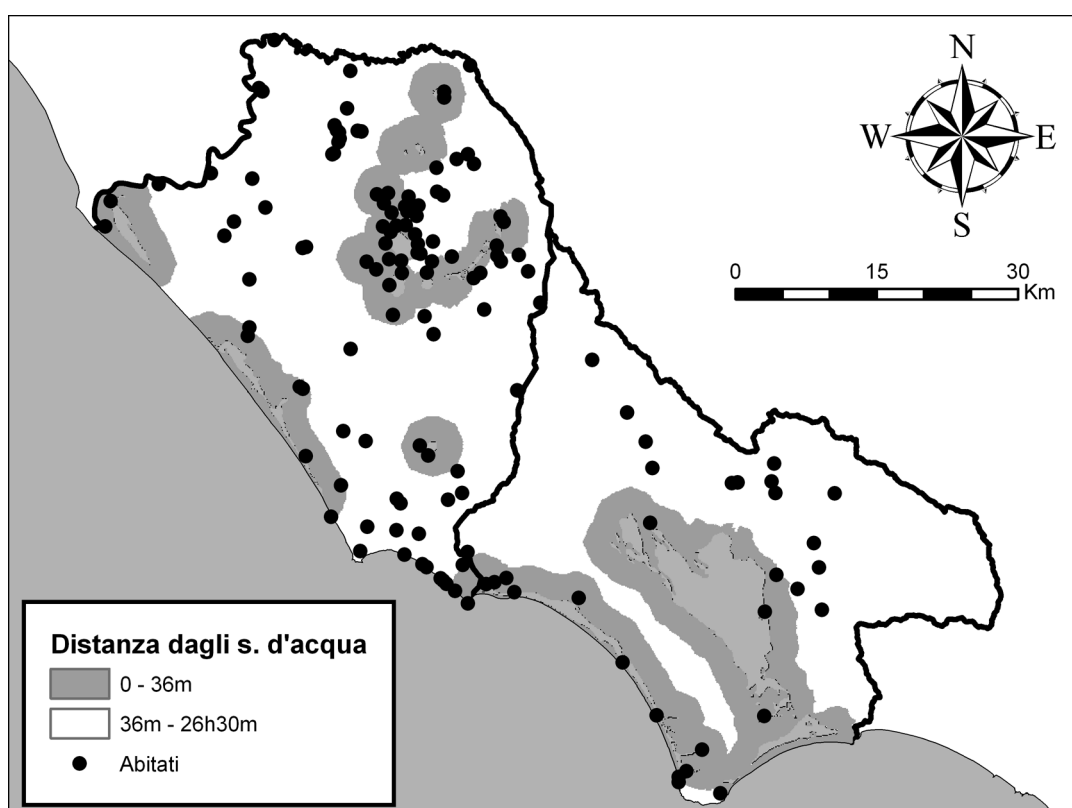 N
W E
S
0 15 30
Km
Distanza dagli s. d'acqua
0 - 36m
36m - 26h30m
Abitati